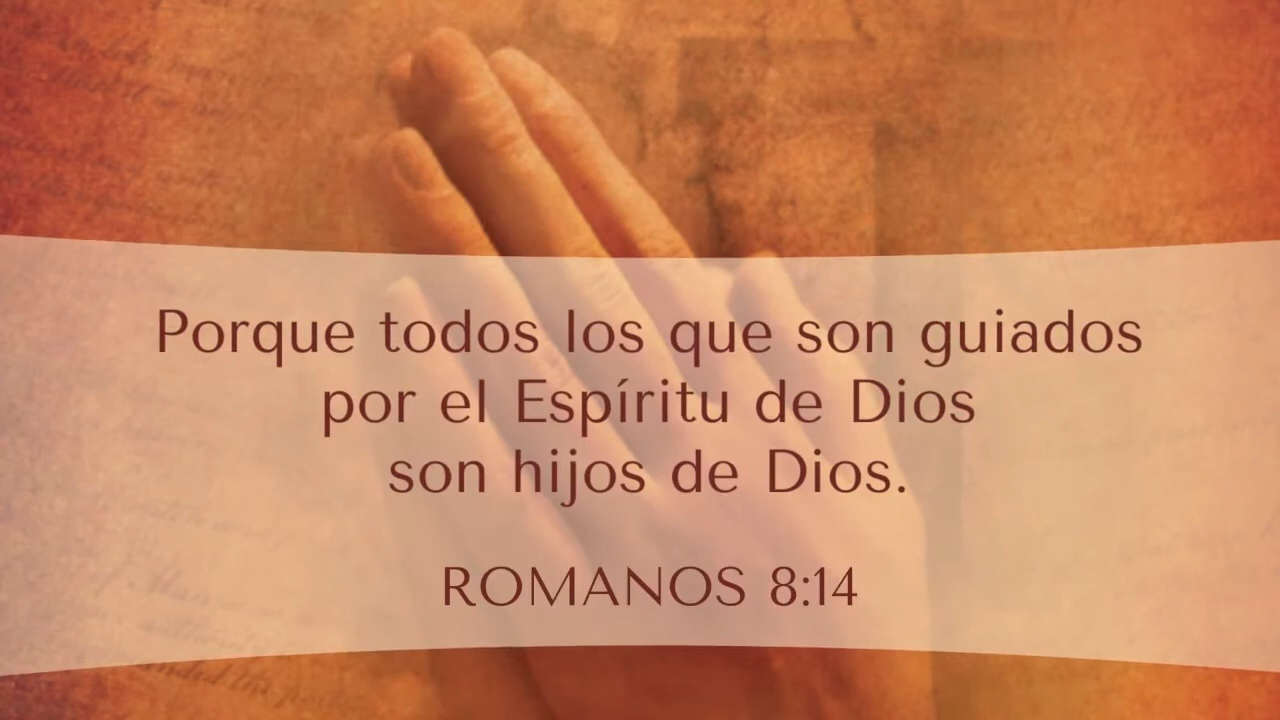 Porque todos los que son guiados
por el Espíritu de Dios
son hijos de Dios.
ROMANOS 8:14